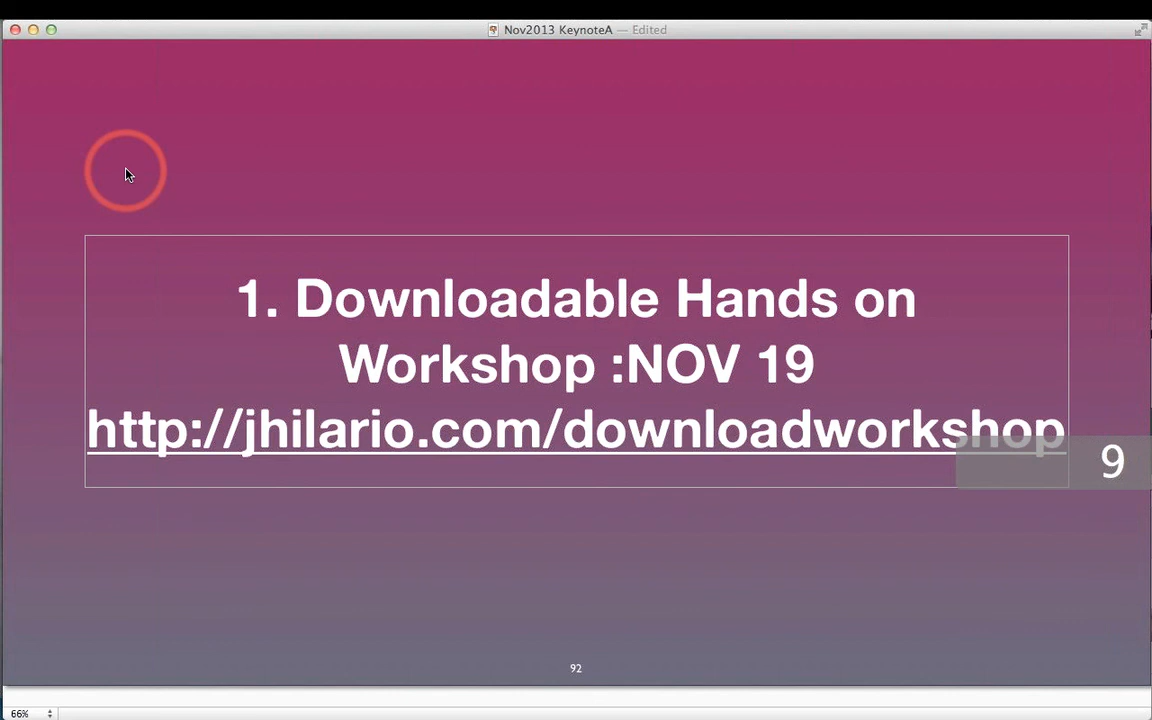 Nov2013 KeynoteA — Edited
1. Downloadable Hands on
Workshop :NOV 19
http://jhilario.com/downloadworkshop
9
92
66%